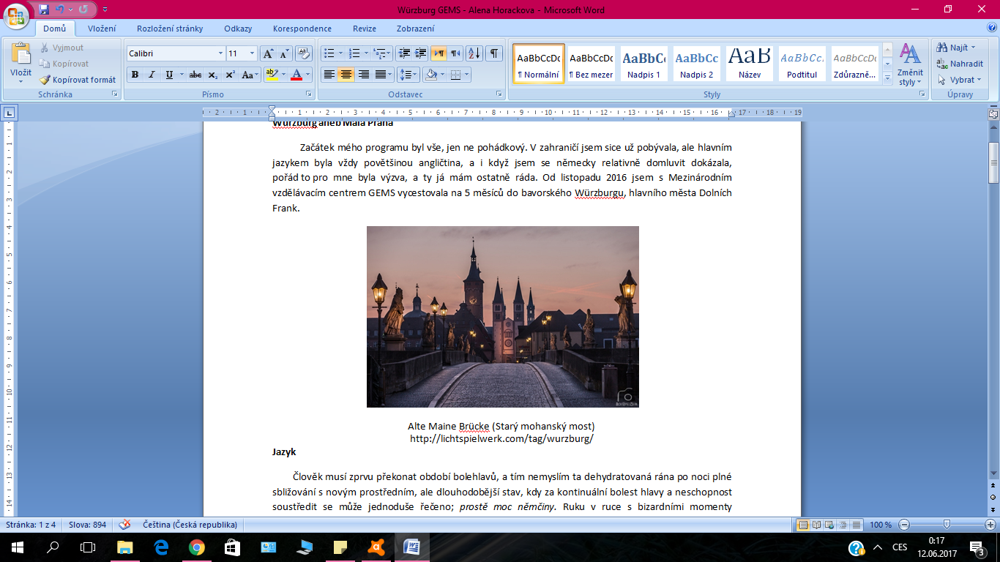 Würzburg GEMS - Alena Horackova - Microsoft Word
Domů Vložení Rozložení stránky Odkazy Korespondence Revize Zobrazení
Vložit
Vyjmout
Kopírovat
Kopírovat formát
Schránka
Calibri 11
B I U abc x₂ x² Aa
Písmo
Odstavec
AaBbCcDc AaBbCcDc AaBbCc AaBbCc AaB AaBbCc. AaBbCcDc
¶ Normální ¶ Bez mezer Nadpis 1 Nadpis 2 Název Podtitul Zdůrazně...
Změnit styly
Styly
Najít
Nahradit
Vybrat
Úpravy
2 1 1 2 3 4 5 6 7 8 9 10 11 12 13 14 15 16 17 18 19
Würzburg aneb Malá Praha
Začátek mého programu byl vše, jen ne pohádkový. V zahraničí jsem sice už pobývala, ale hlavním
jazykem byla vždy povětšinou angličtina, a i když jsem se německy relativně domluvit dokázala,
pořád to pro mne byla výzva, a ty já mám ostatně ráda. Od listopadu 2016 jsem s Mezinárodním
vzdělávacím centrem GEMS vycestovala na 5 měsíců do bavorského Würzburgu, hlavního města Dolních
Frank.
Alte Maine Brücke (Starý mohanský most)
http://lichtspielwerk.com/tag/wurzburg/
Jazyk
Člověk musí zprvu překonat období bolehlavů, a tím nemyslím ta dehydratovaná rána po noci plné
sbližování s novým prostředním, ale dlouhodobější stav, kdy za kontinuální bolest hlavy a neschopnost
soustředit se může jednoduše řečeno; prostě moc němčiny. Ruku v ruce s bizardními momenty
Stránka: 1 z 4 Slova: 894 Čeština (Česká republika) 100 %
CES
0:17
12.06.2017
3